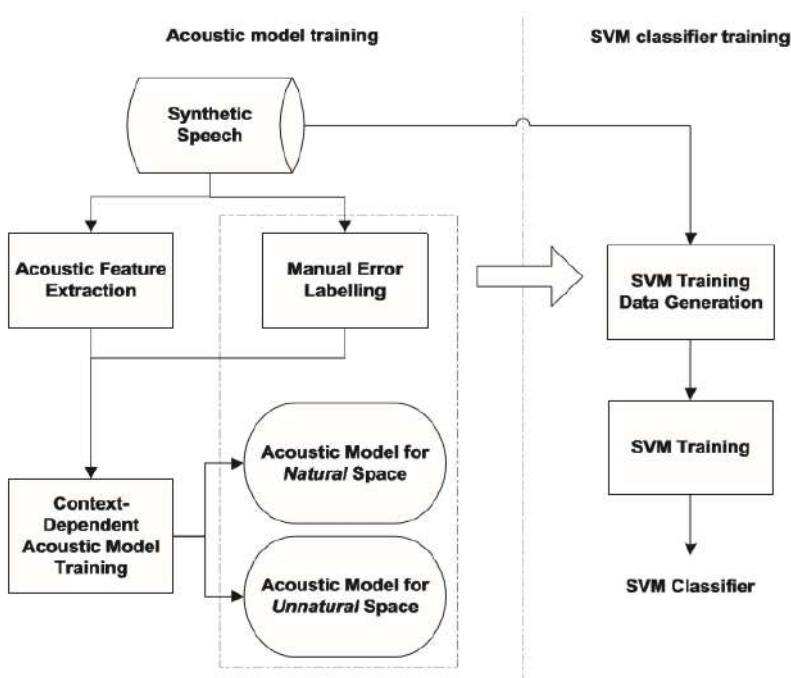 Acoustic model training
SVM classifier training
Synthetic
Speech
Acoustic Feature
Extraction
Manual Error
Labelling
SVM Training
Data Generation
Acoustic Model for
Natural Space
SVM Training
Context-
Dependent
Acoustic Model
Training
Acoustic Model for
Unnatural Space
SVM Classifier